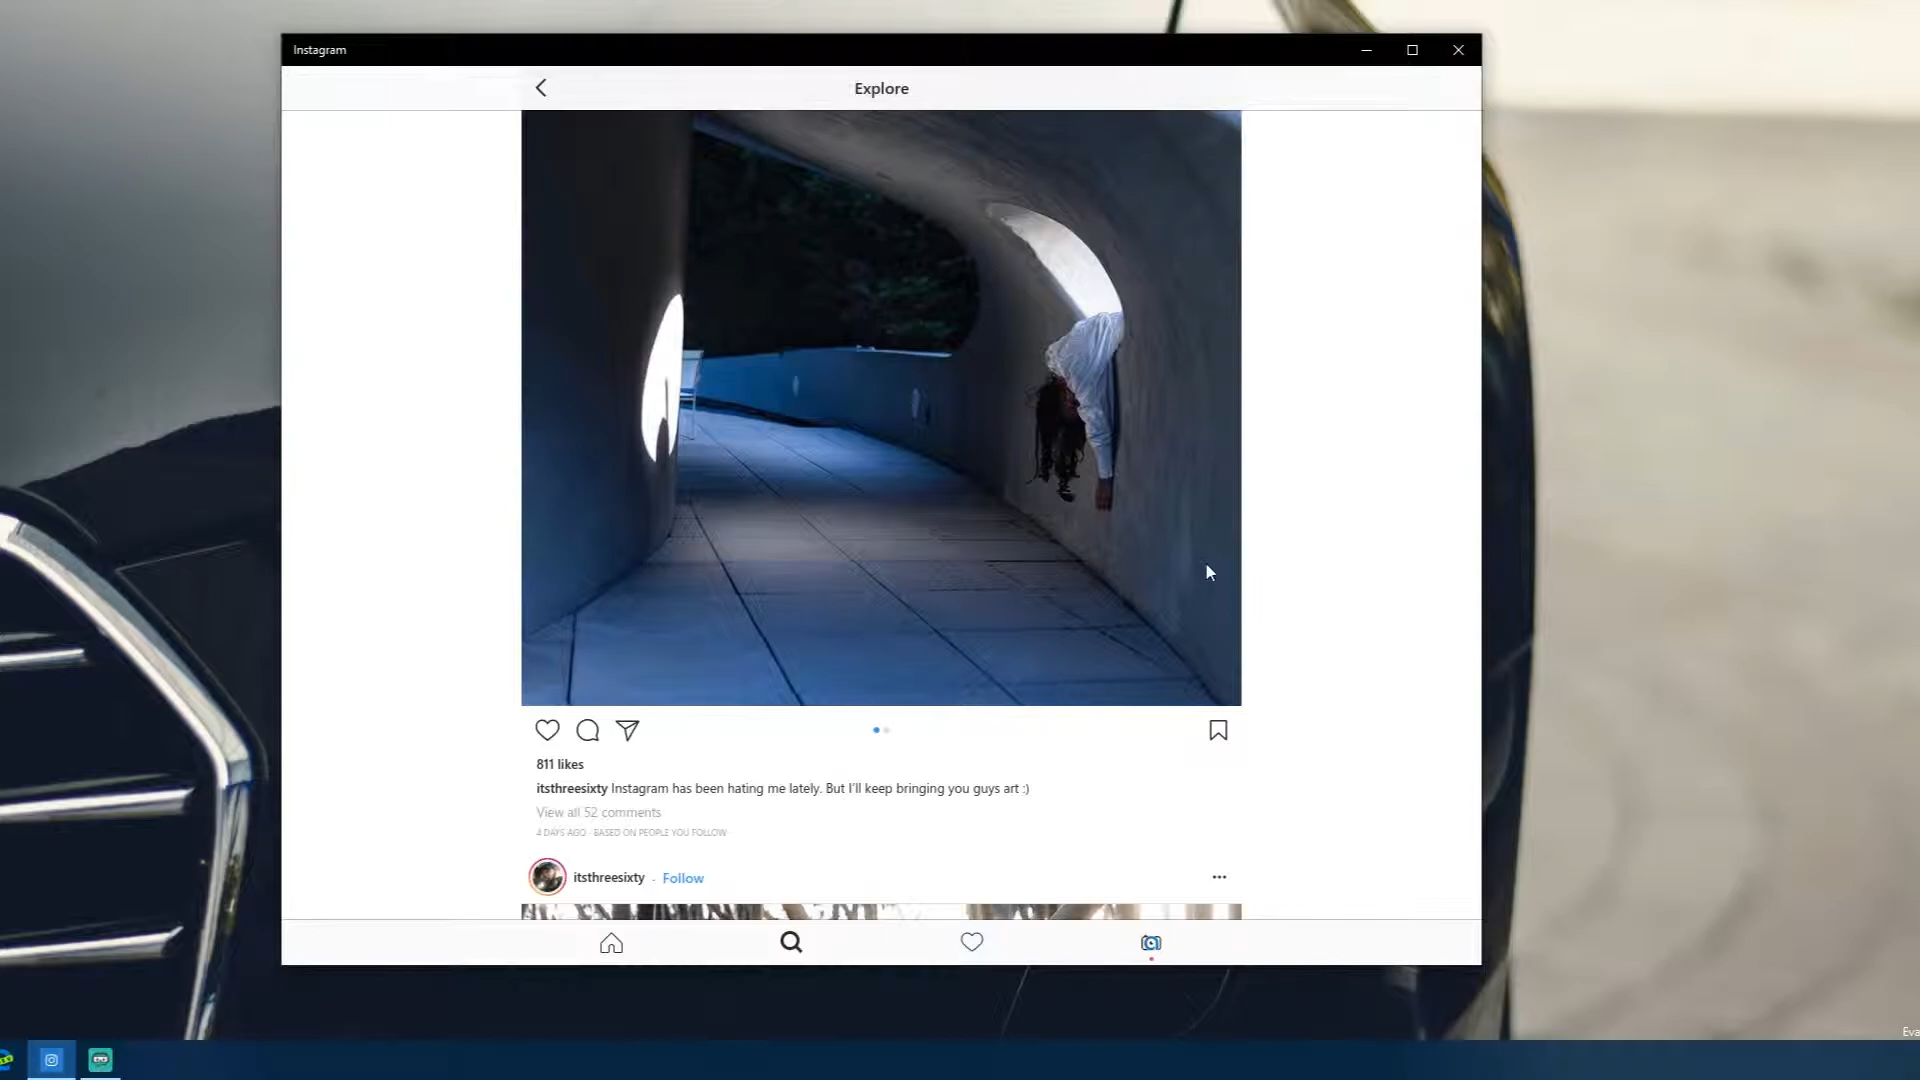 Instagram
Explore
811 likes
itsthreesixty Instagram has been hating me lately. But I'll keep bringing you guys art :)
View all 52 comments
4 DAYS AGO · BASED ON PEOPLE YOU FOLLOW
itsthreesixty · Follow
Eva